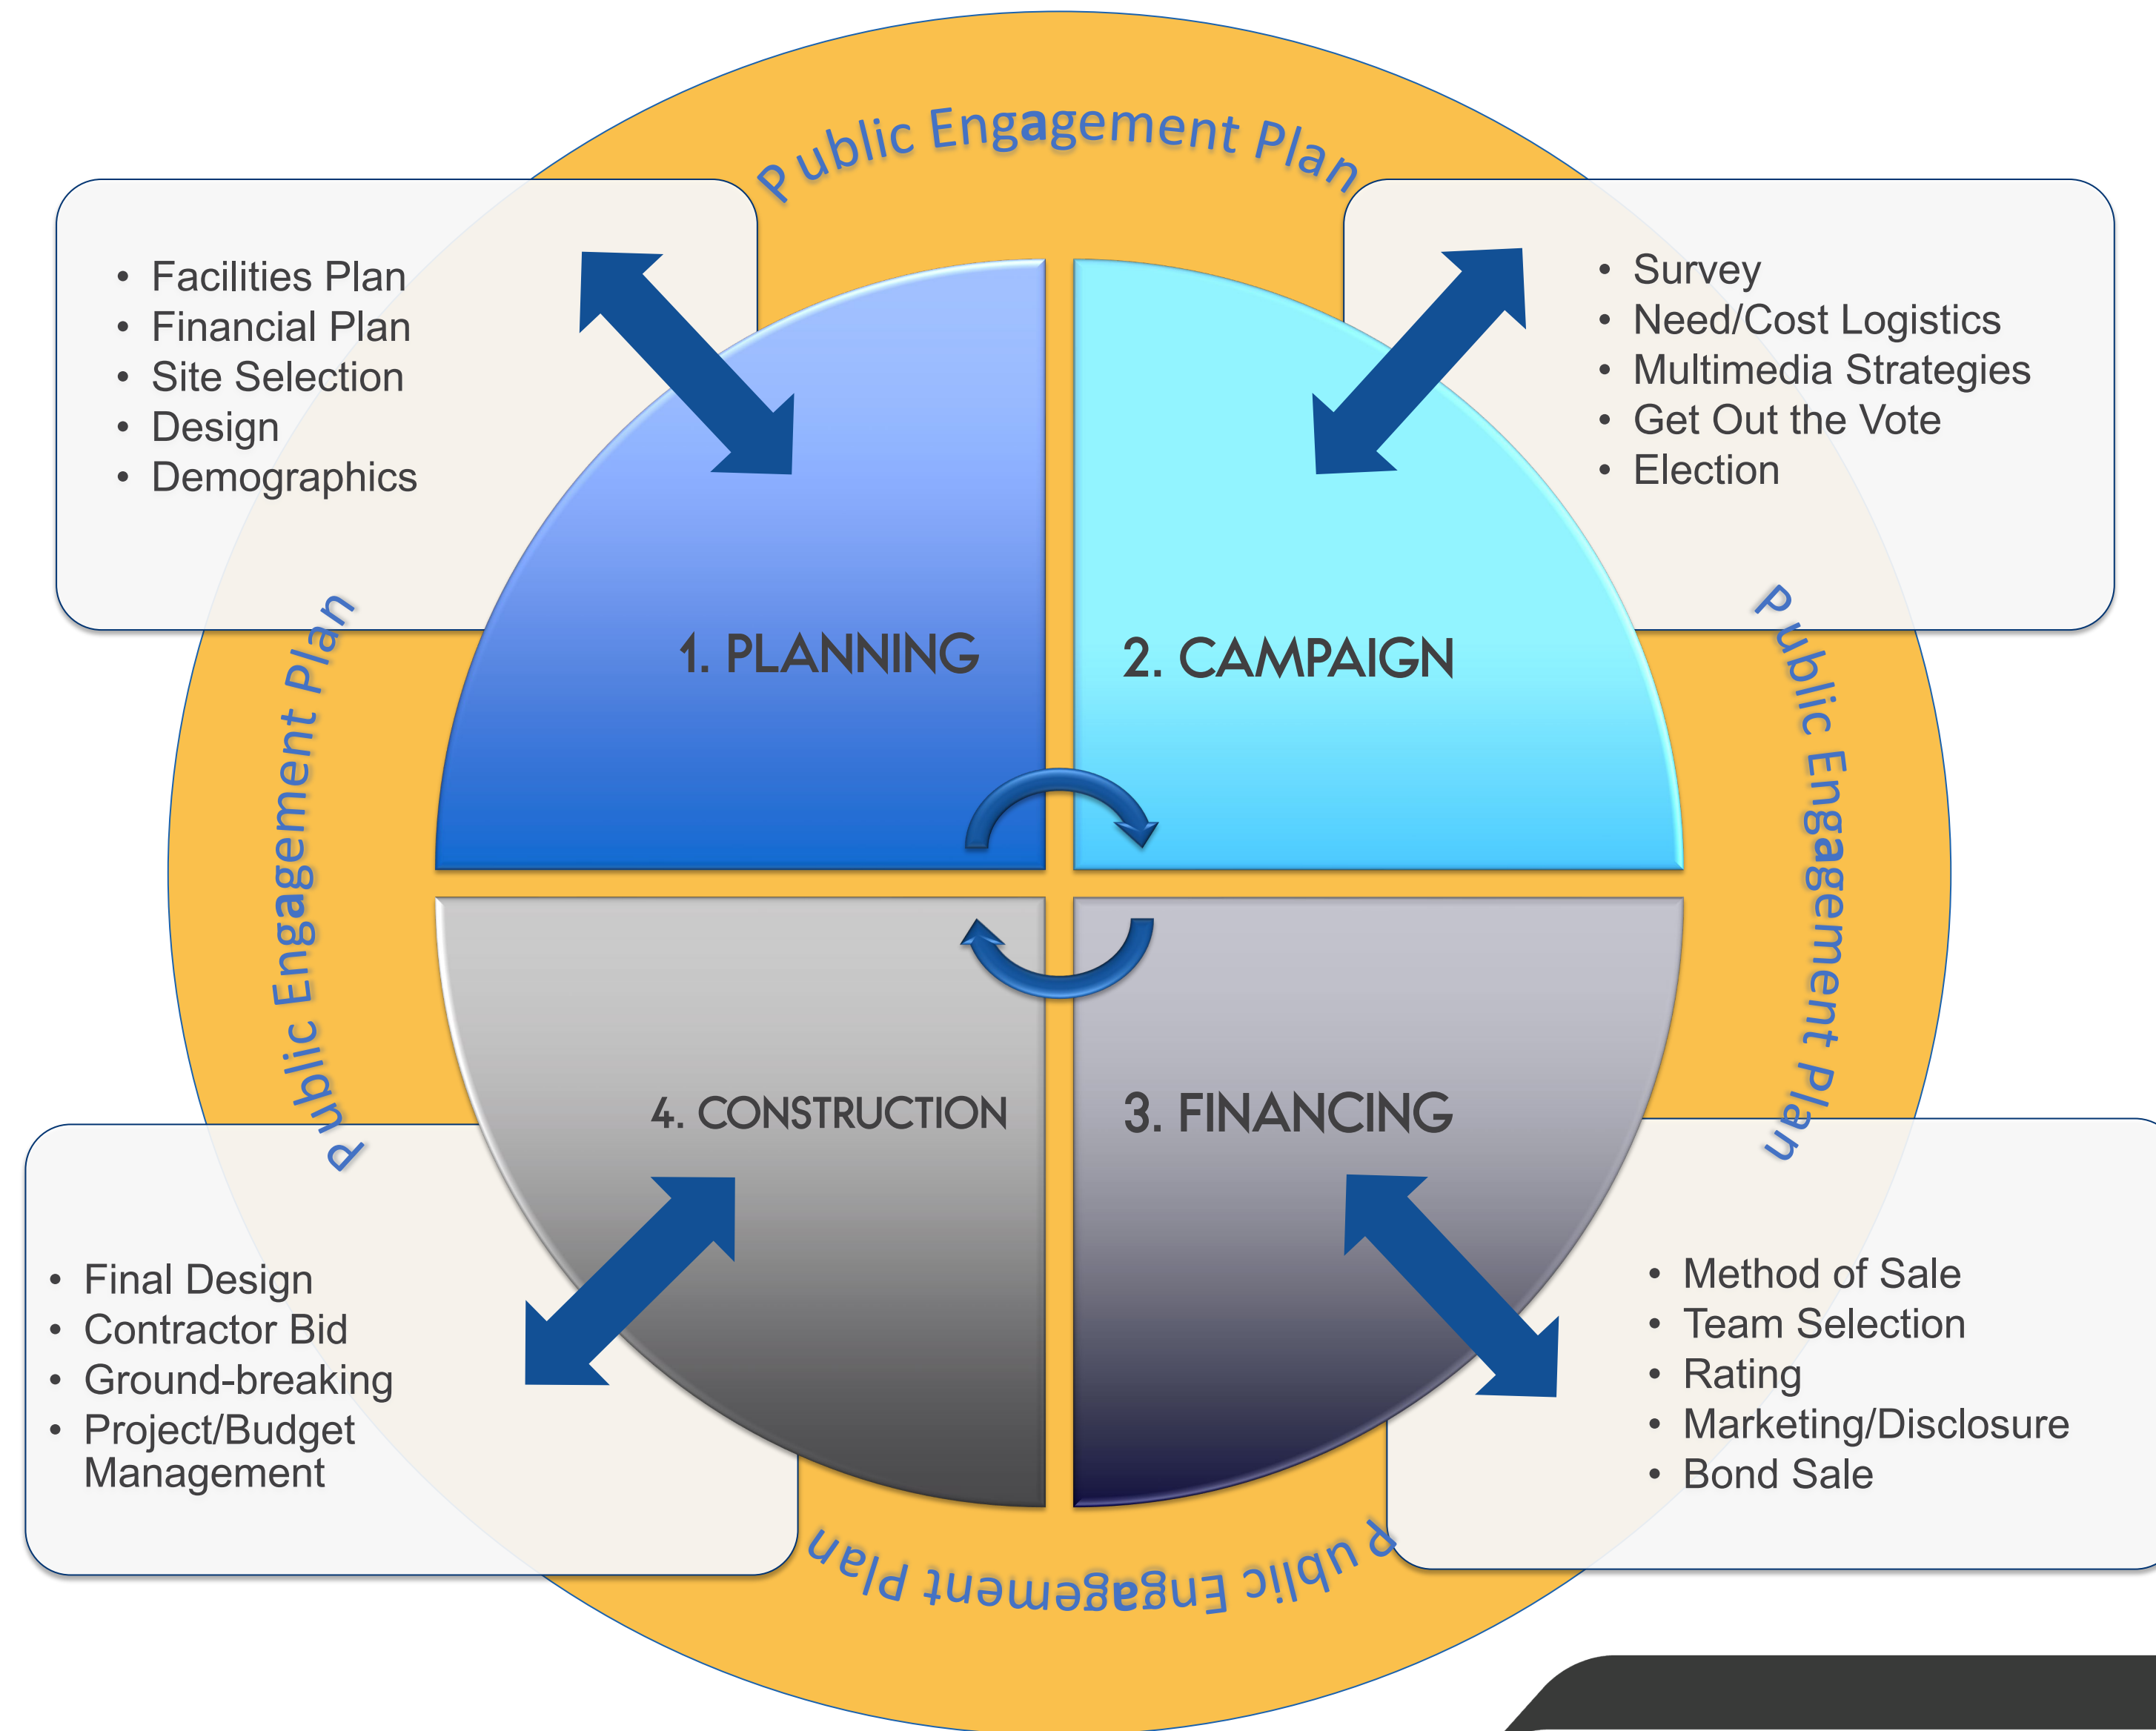 Public Engagement Plan
• Facilities Plan
• Financial Plan
• Site Selection
• Design
• Demographics
• Survey
• Need/Cost Logistics
• Multimedia Strategies
• Get Out the Vote
• Election
1. PLANNING
2. CAMPAIGN
Public Engagement Plan
Public Engagement Plan
4. CONSTRUCTION
3. FINANCING
• Final Design
• Contractor Bid
• Ground-breaking
• Project/Budget
Management
• Method of Sale
• Team Selection
• Rating
• Marketing/Disclosure
• Bond Sale
Public Engagement Plan